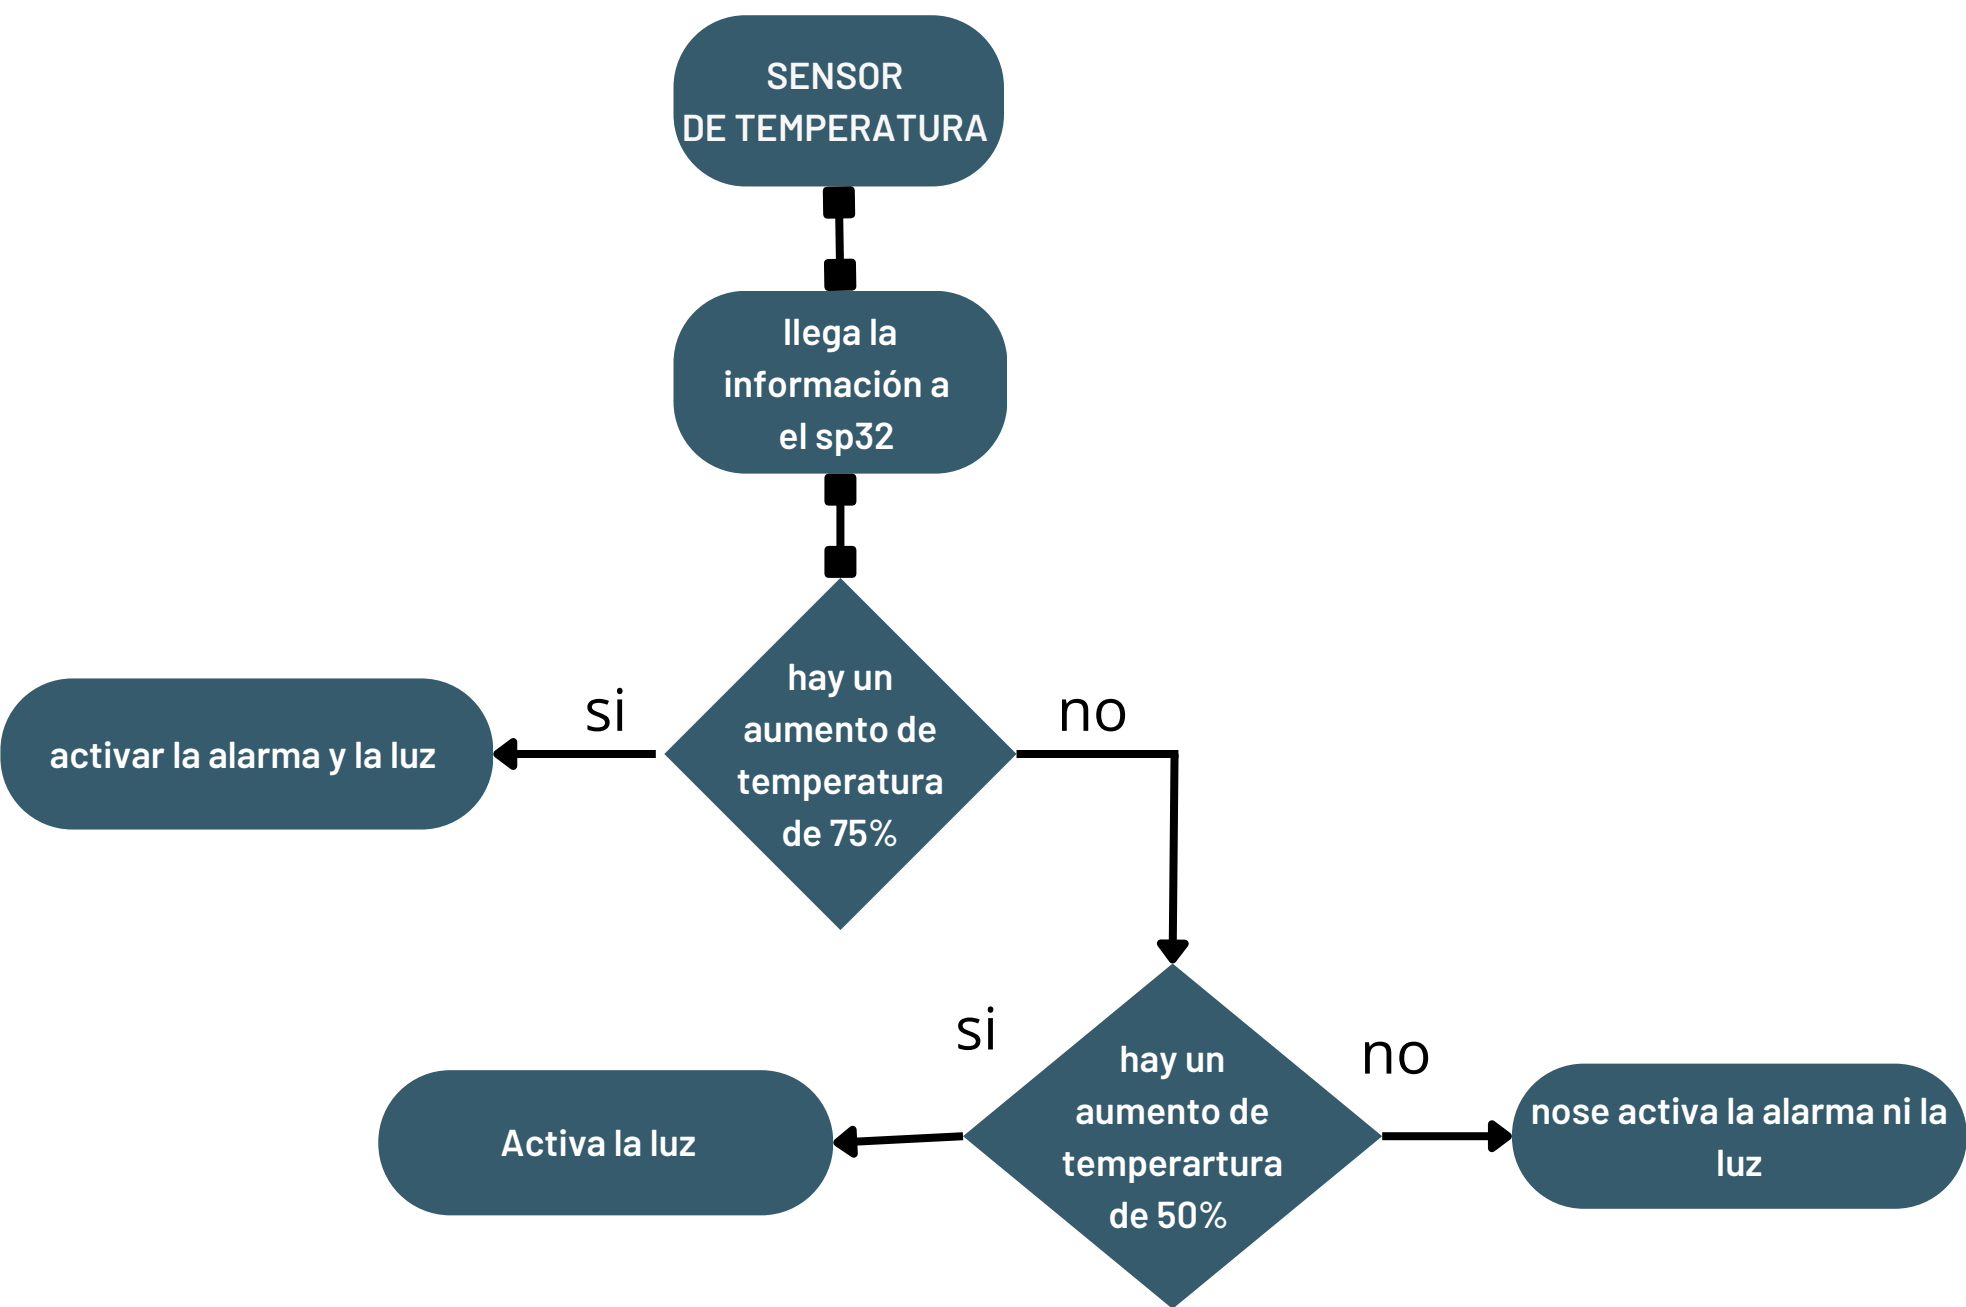 SENSOR
DE TEMPERATURA
llega la
información a
el sp32
hay un
aumento de
temperatura
de 75%
si
no
activar la alarma y la luz
si
no
hay un
aumento de
temperartura
de 50%
Activa la luz
nose activa la alarma ni la
luz